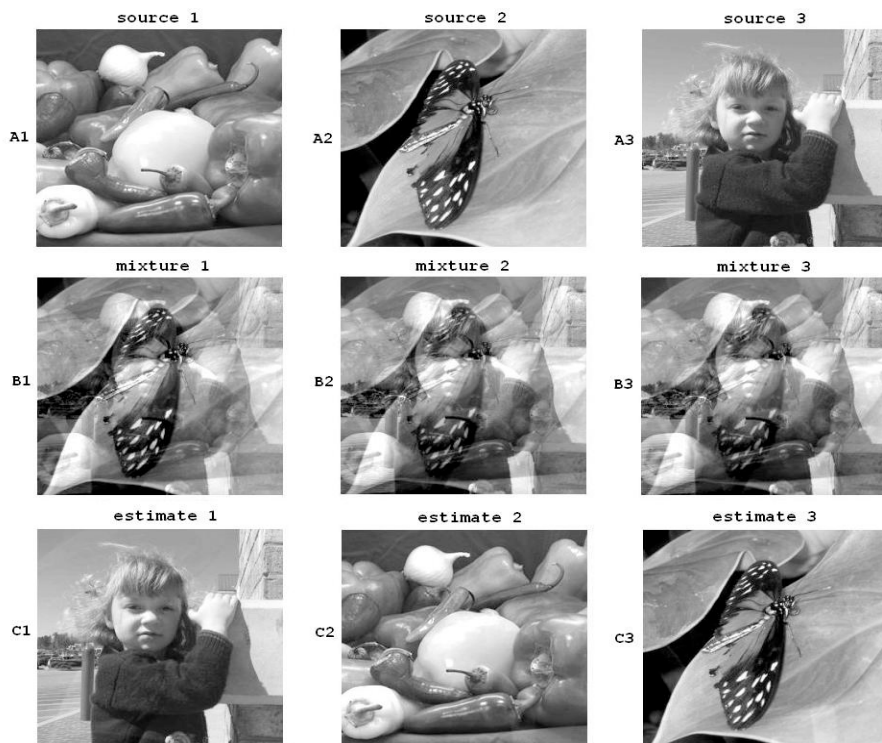 source 1
source 2
source 3
A1
A2
A3
mixture 1
mixture 2
mixture 3
B1
B2
B3
estimate 1
estimate 2
estimate 3
C1
C2
C3